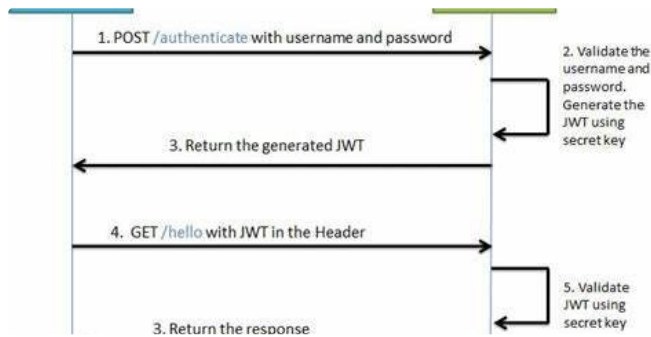 1. POST /authenticate with username and password
2. Validate the
username and
password.
Generate the
JWT using
secret key
3. Return the generated JWT
4. GET /hello with JWT in the Header
5. Validate
JWT using
secret key
3. Return the response